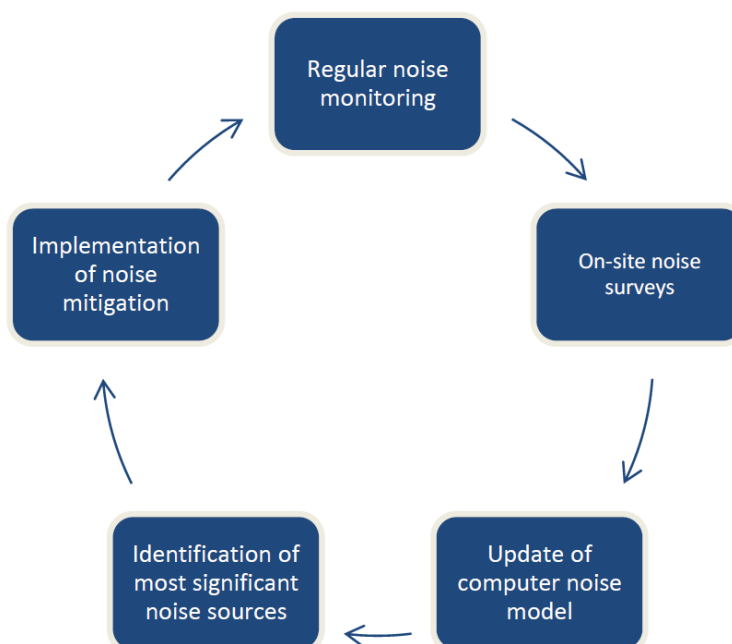 Regular noise
monitoring
On-site noise
surveys
Update of
computer noise
model
Identification of
most significant
noise sources
Implementation
of noise
mitigation